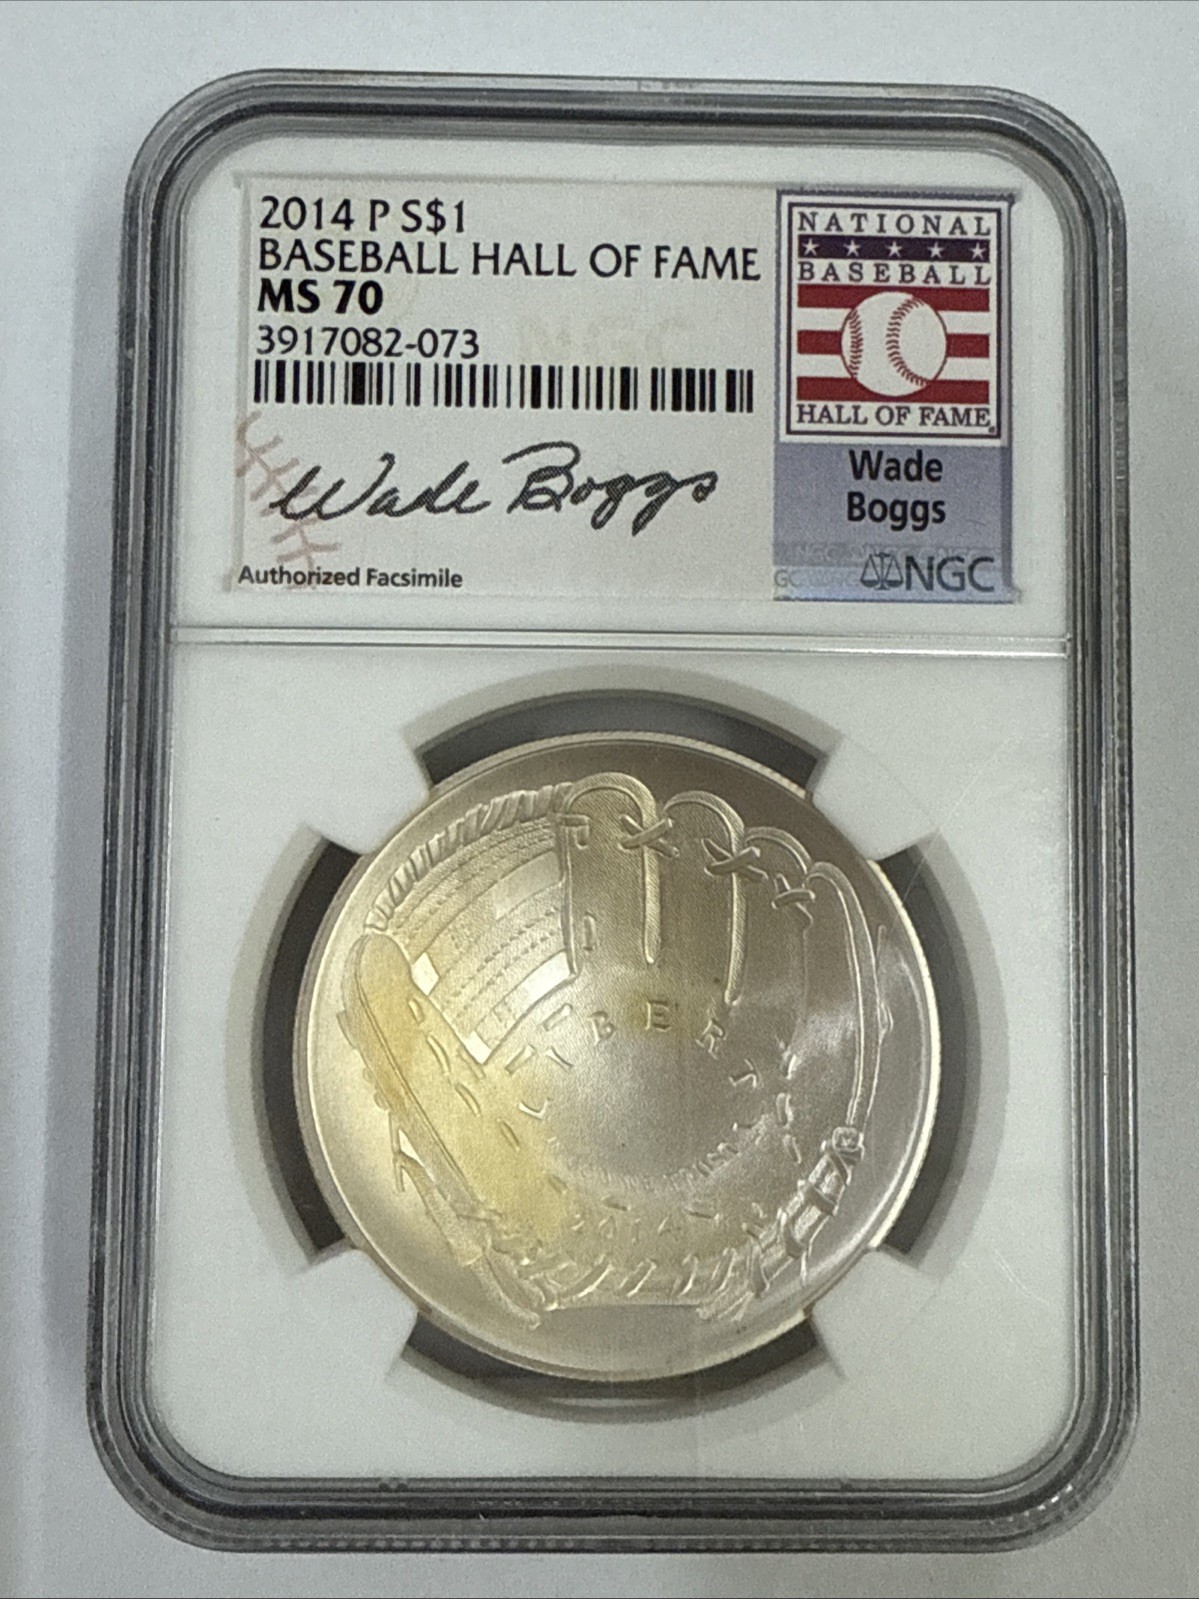 2014 P S$1
BASEBALL HALL OF FAME
MS 70
3917082-073
Wade Boggs
Authorized Facsimile
NATIONAL
BASEBALL
HALL OF FAME
Wade
Boggs
NGC
LIBERTY
2014